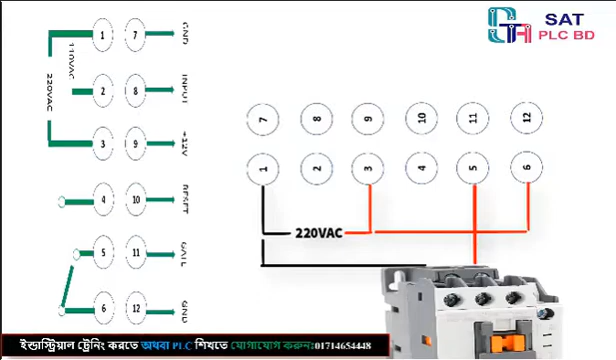 SAT
PLC BD
1 7 GND
110VAC
220VAC
2 8 INPUT
3 9 +12V
4 10 RESET
5 11
6 12 GND
7 8 9 10 11 12
1 2 3 4 5 6
220VAC
ইন্ডাস্ট্রিয়াল ট্রেনিং করতে অথবা PLC শিখতে যোগাযোগ করুন:01714654448